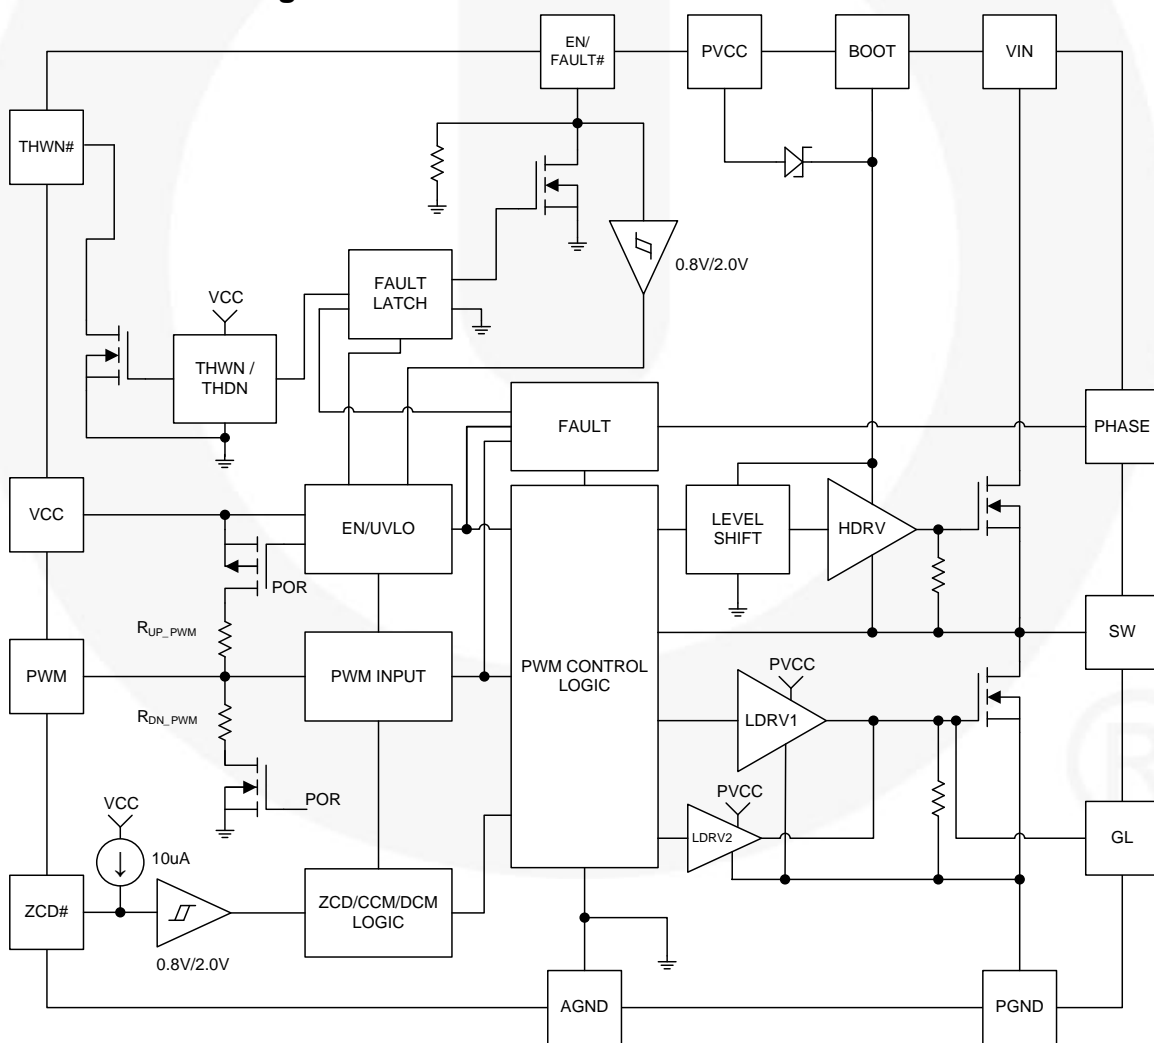 EN/
FAULT#
PVCC
BOOT
VIN
THWN#
0.8V/2.0V
FAULT
LATCH
VCC
THWN /
THDN
FAULT
PHASE
VCC
EN/UVLO
LEVEL
SHIFT
HDRV
POR
RUP_PWM
SW
PWM
PWM INPUT
PWM CONTROL
LOGIC
PVCC
RDN_PWM
LDRV1
POR
PVCC
VCC
LDRV2
GL
10uA
ZCD#
ZCD/CCM/DCM
LOGIC
0.8V/2.0V
AGND
PGND
R